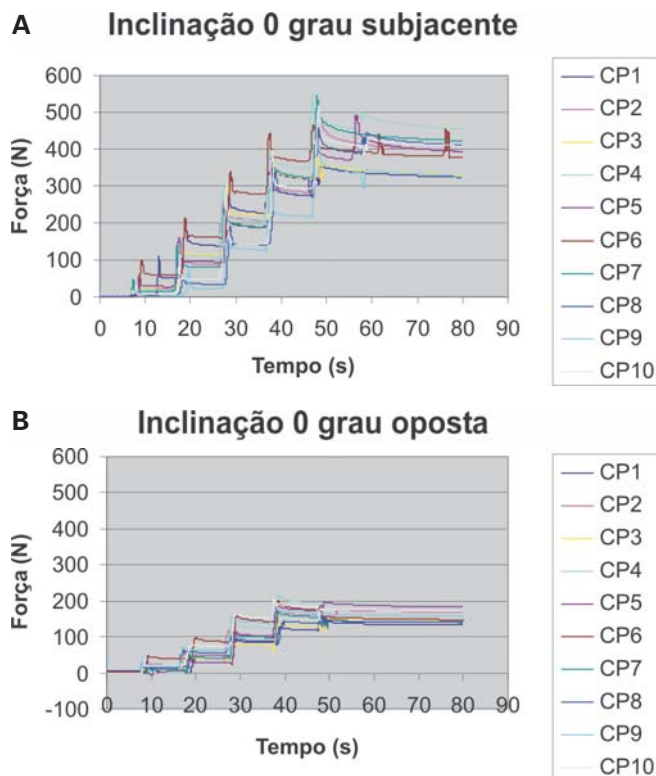 A
Inclinação 0 grau subjacente
Força (N)
600
500
400
300
200
100
0
0 10 20 30 40 50 60 70 80 90
Tempo (s)
CP1
CP2
CP3
CP4
CP5
CP6
CP7
CP8
CP9
CP10
B
Inclinação 0 grau oposta
Força (N)
600
500
400
300
200
100
0
-100
0 10 20 30 40 50 60 70 80 90
Tempo (s)
CP1
CP2
CP3
CP4
CP5
CP6
CP7
CP8
CP9
CP10